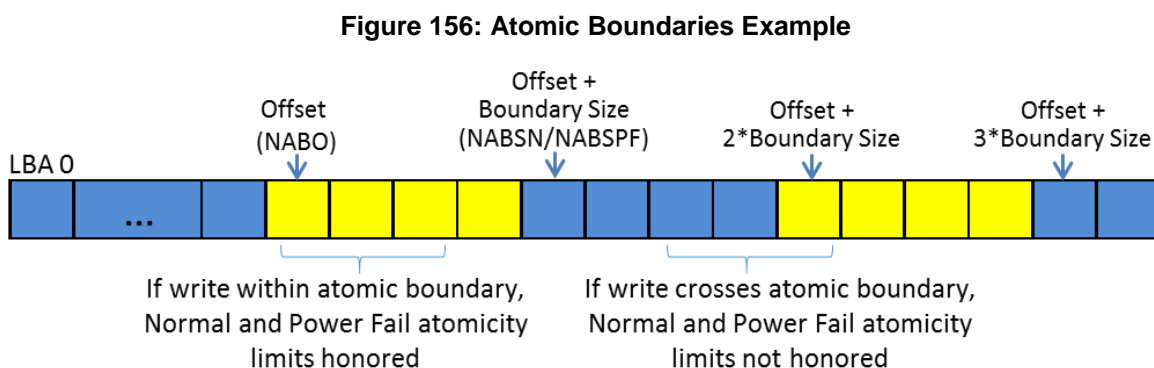 Figure 156: Atomic Boundaries Example
Offset
(NABO)
Offset +
Boundary Size
(NABSN/NABSPF)
Offset +
2*Boundary Size
Offset +
3*Boundary Size
LBA 0
...
If write within atomic boundary,
Normal and Power Fail atomicity
limits honored
If write crosses atomic boundary,
Normal and Power Fail atomicity
limits not honored